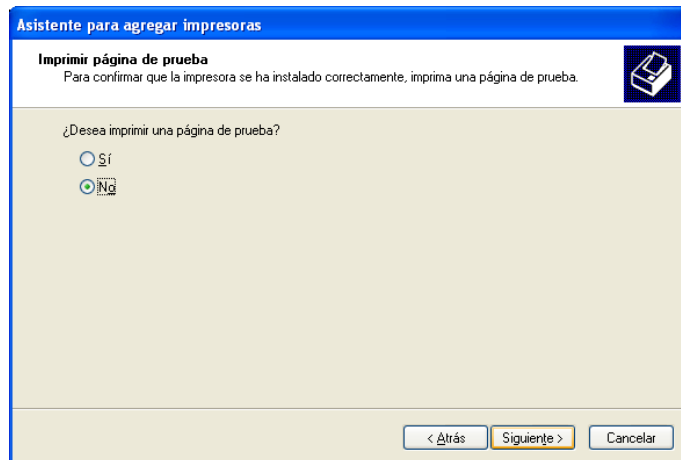 Asistente para agregar impresoras
Imprimir página de prueba
Para confirmar que la impresora se ha instalado correctamente, imprima una página de prueba.
¿Desea imprimir una página de prueba?
Sí
No
< Atrás Siguiente > Cancelar